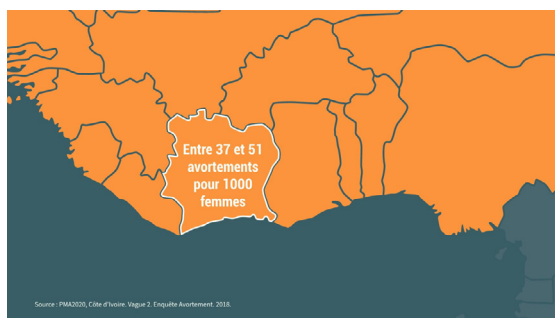 Entre 37 et 51
avortements
pour 1000
femmes
Source : PMA2020, Côte d'Ivoire. Vague 2. Enquête Avortement. 2018.